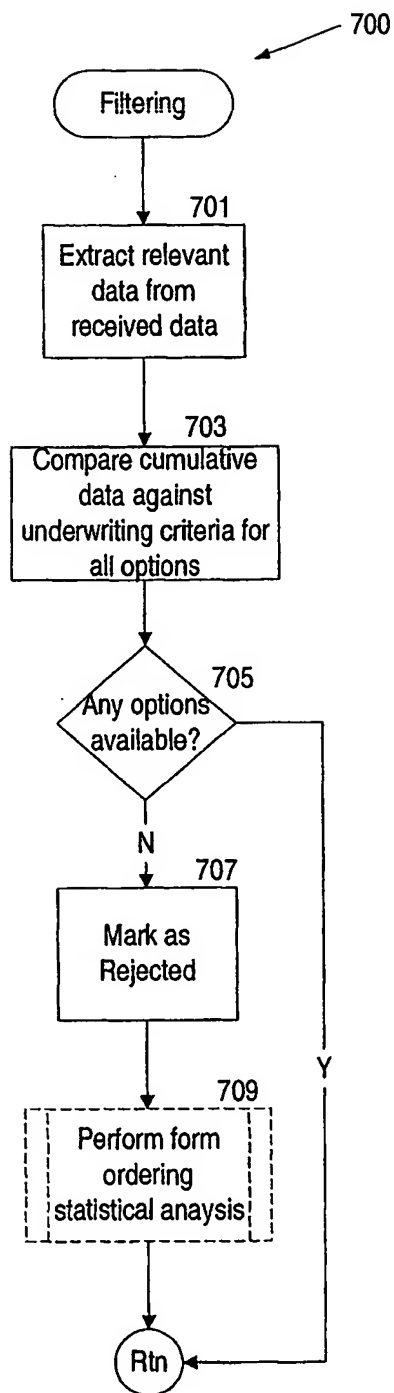 700
Filtering
701
Extract relevant
data from
received data
703
Compare cumulative
data against
underwriting criteria for
all options
705
Any options
available?
N
707
Mark as
Rejected
Y
709
Perform form
ordering
statistical anaysis
Rtn